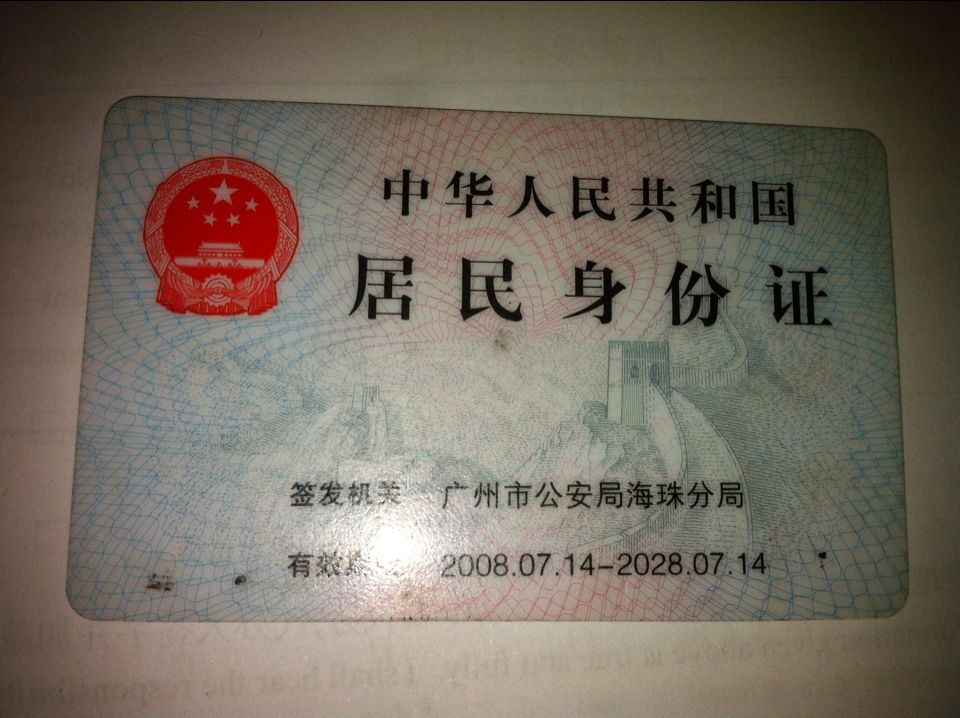 中华人民共和国
居民身份证
签发机关 广州市公安局海珠分局
有效 2008.07.14-2028.07.14